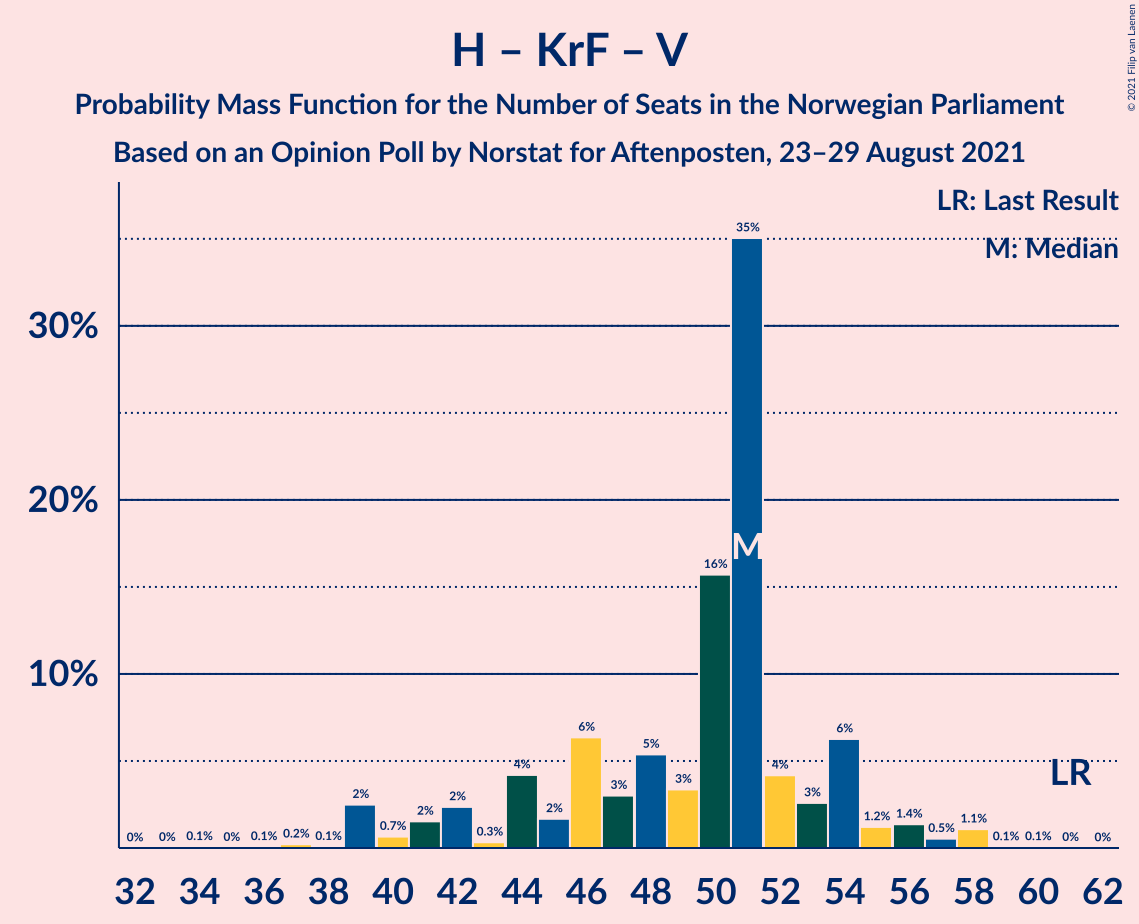 H – KrF – V
Probability Mass Function for the Number of Seats in the Norwegian Parliament
Based on an Opinion Poll by Norstat for Aftenposten, 23–29 August 2021
© 2021 Filip van Laenen
LR: Last Result
M: Median
30%
20%
10%
0% 0% 0.1% 0% 0.1% 0.2% 0.1% 2% 0.7% 2% 2% 0.3% 4% 2% 6% 3% 5% 3% 16% 35% 4% 3% 6% 1.2% 1.4% 0.5% 1.1% 0.1% 0.1% 0% 0%
M
LR
32 34 36 38 40 42 44 46 48 50 52 54 56 58 60 62